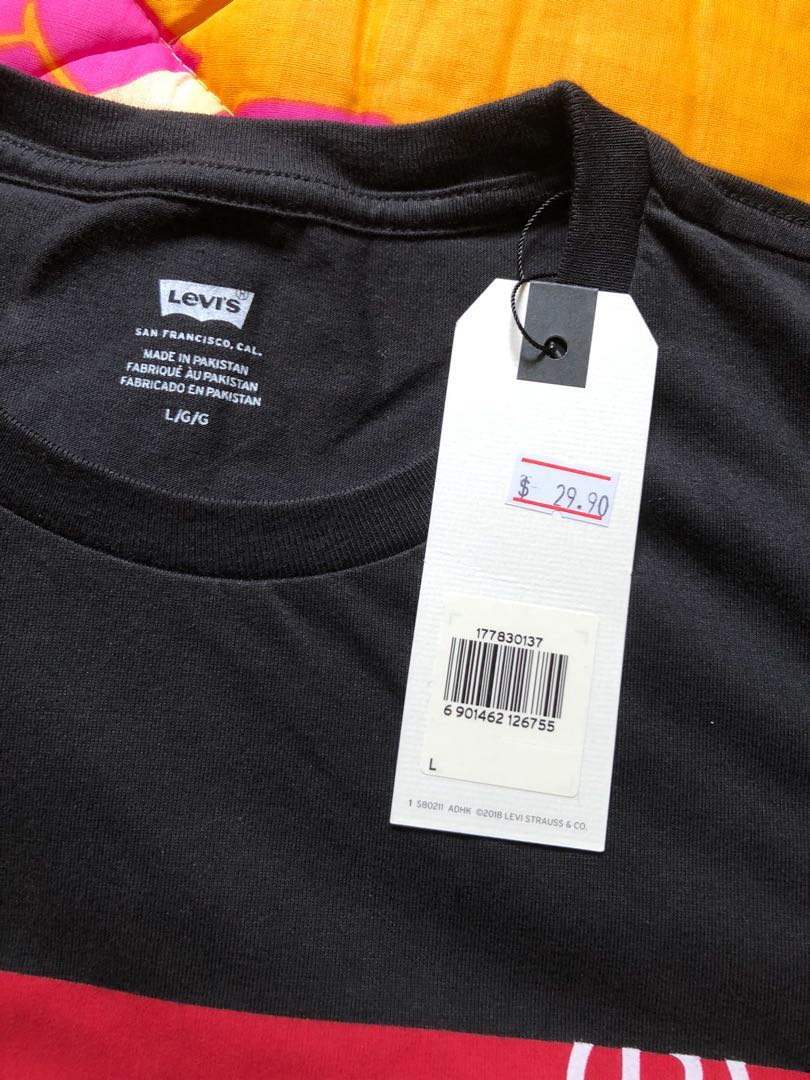 Levi's®
SAN FRANCISCO, CAL.
MADE IN PAKISTAN
FABRIQUÉ AU PAKISTAN
FABRICADO EN PAKISTAN
L/G/G
$ 29.90
177830137
6 901462 126755
L
1 S80211 ADHK ©2018 LEVI STRAUSS & CO.